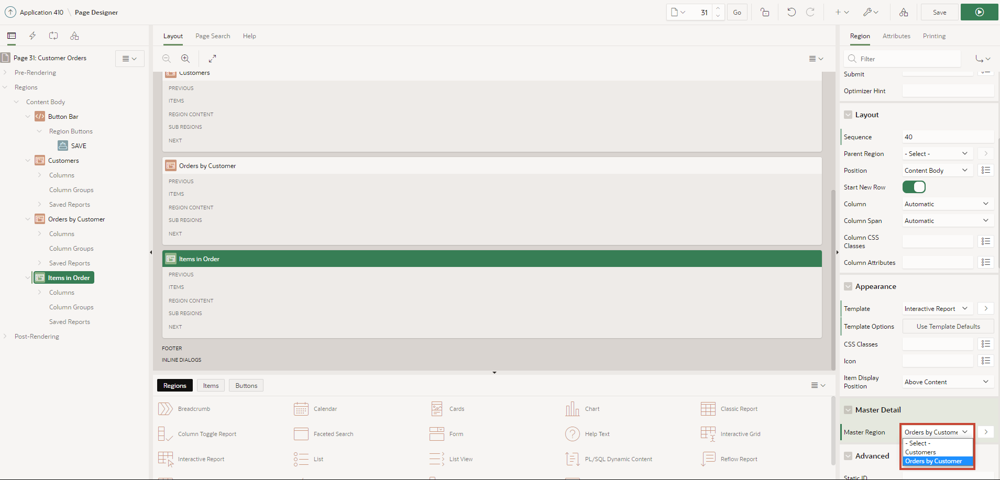 Application 410 \ Page Designer
31 Go Save
Layout Page Search Help
Region Attributes Printing
Page 31: Customer Orders
Pre-Rendering
Regions
Content Body
Button Bar
Region Buttons
SAVE
Customers
Columns
Column Groups
Saved Reports
Orders by Customer
Columns
Column Groups
Saved Reports
Items in Order
Columns
Column Groups
Saved Reports
Post-Rendering
Customers
PREVIOUS
ITEMS
REGION CONTENT
SUB REGIONS
NEXT
Orders by Customer
PREVIOUS
ITEMS
REGION CONTENT
SUB REGIONS
NEXT
Items in Order
PREVIOUS
ITEMS
REGION CONTENT
SUB REGIONS
NEXT
FOOTER
INLINE DIALOGS
Regions Items Buttons
Breadcrumb Calendar Cards Chart Classic Report
Column Toggle Report Faceted Search Form Help Text Interactive Grid
Interactive Report List List View PL/SQL Dynamic Content Reflow Report
Filter
Submit
Optimizer Hint
Layout
Sequence 40
Parent Region - Select -
Position Content Body
Start New Row
Column Automatic
Column Span Automatic
Column CSS
Classes
Column Attributes
Appearance
Template Interactive Report
Template Options Use Template Defaults
CSS Classes
Icon
Item Display
Position Above Content
Master Detail
Master Region Orders by Custome
- Select -
Customers
Orders by Customer
Advanced
Static ID